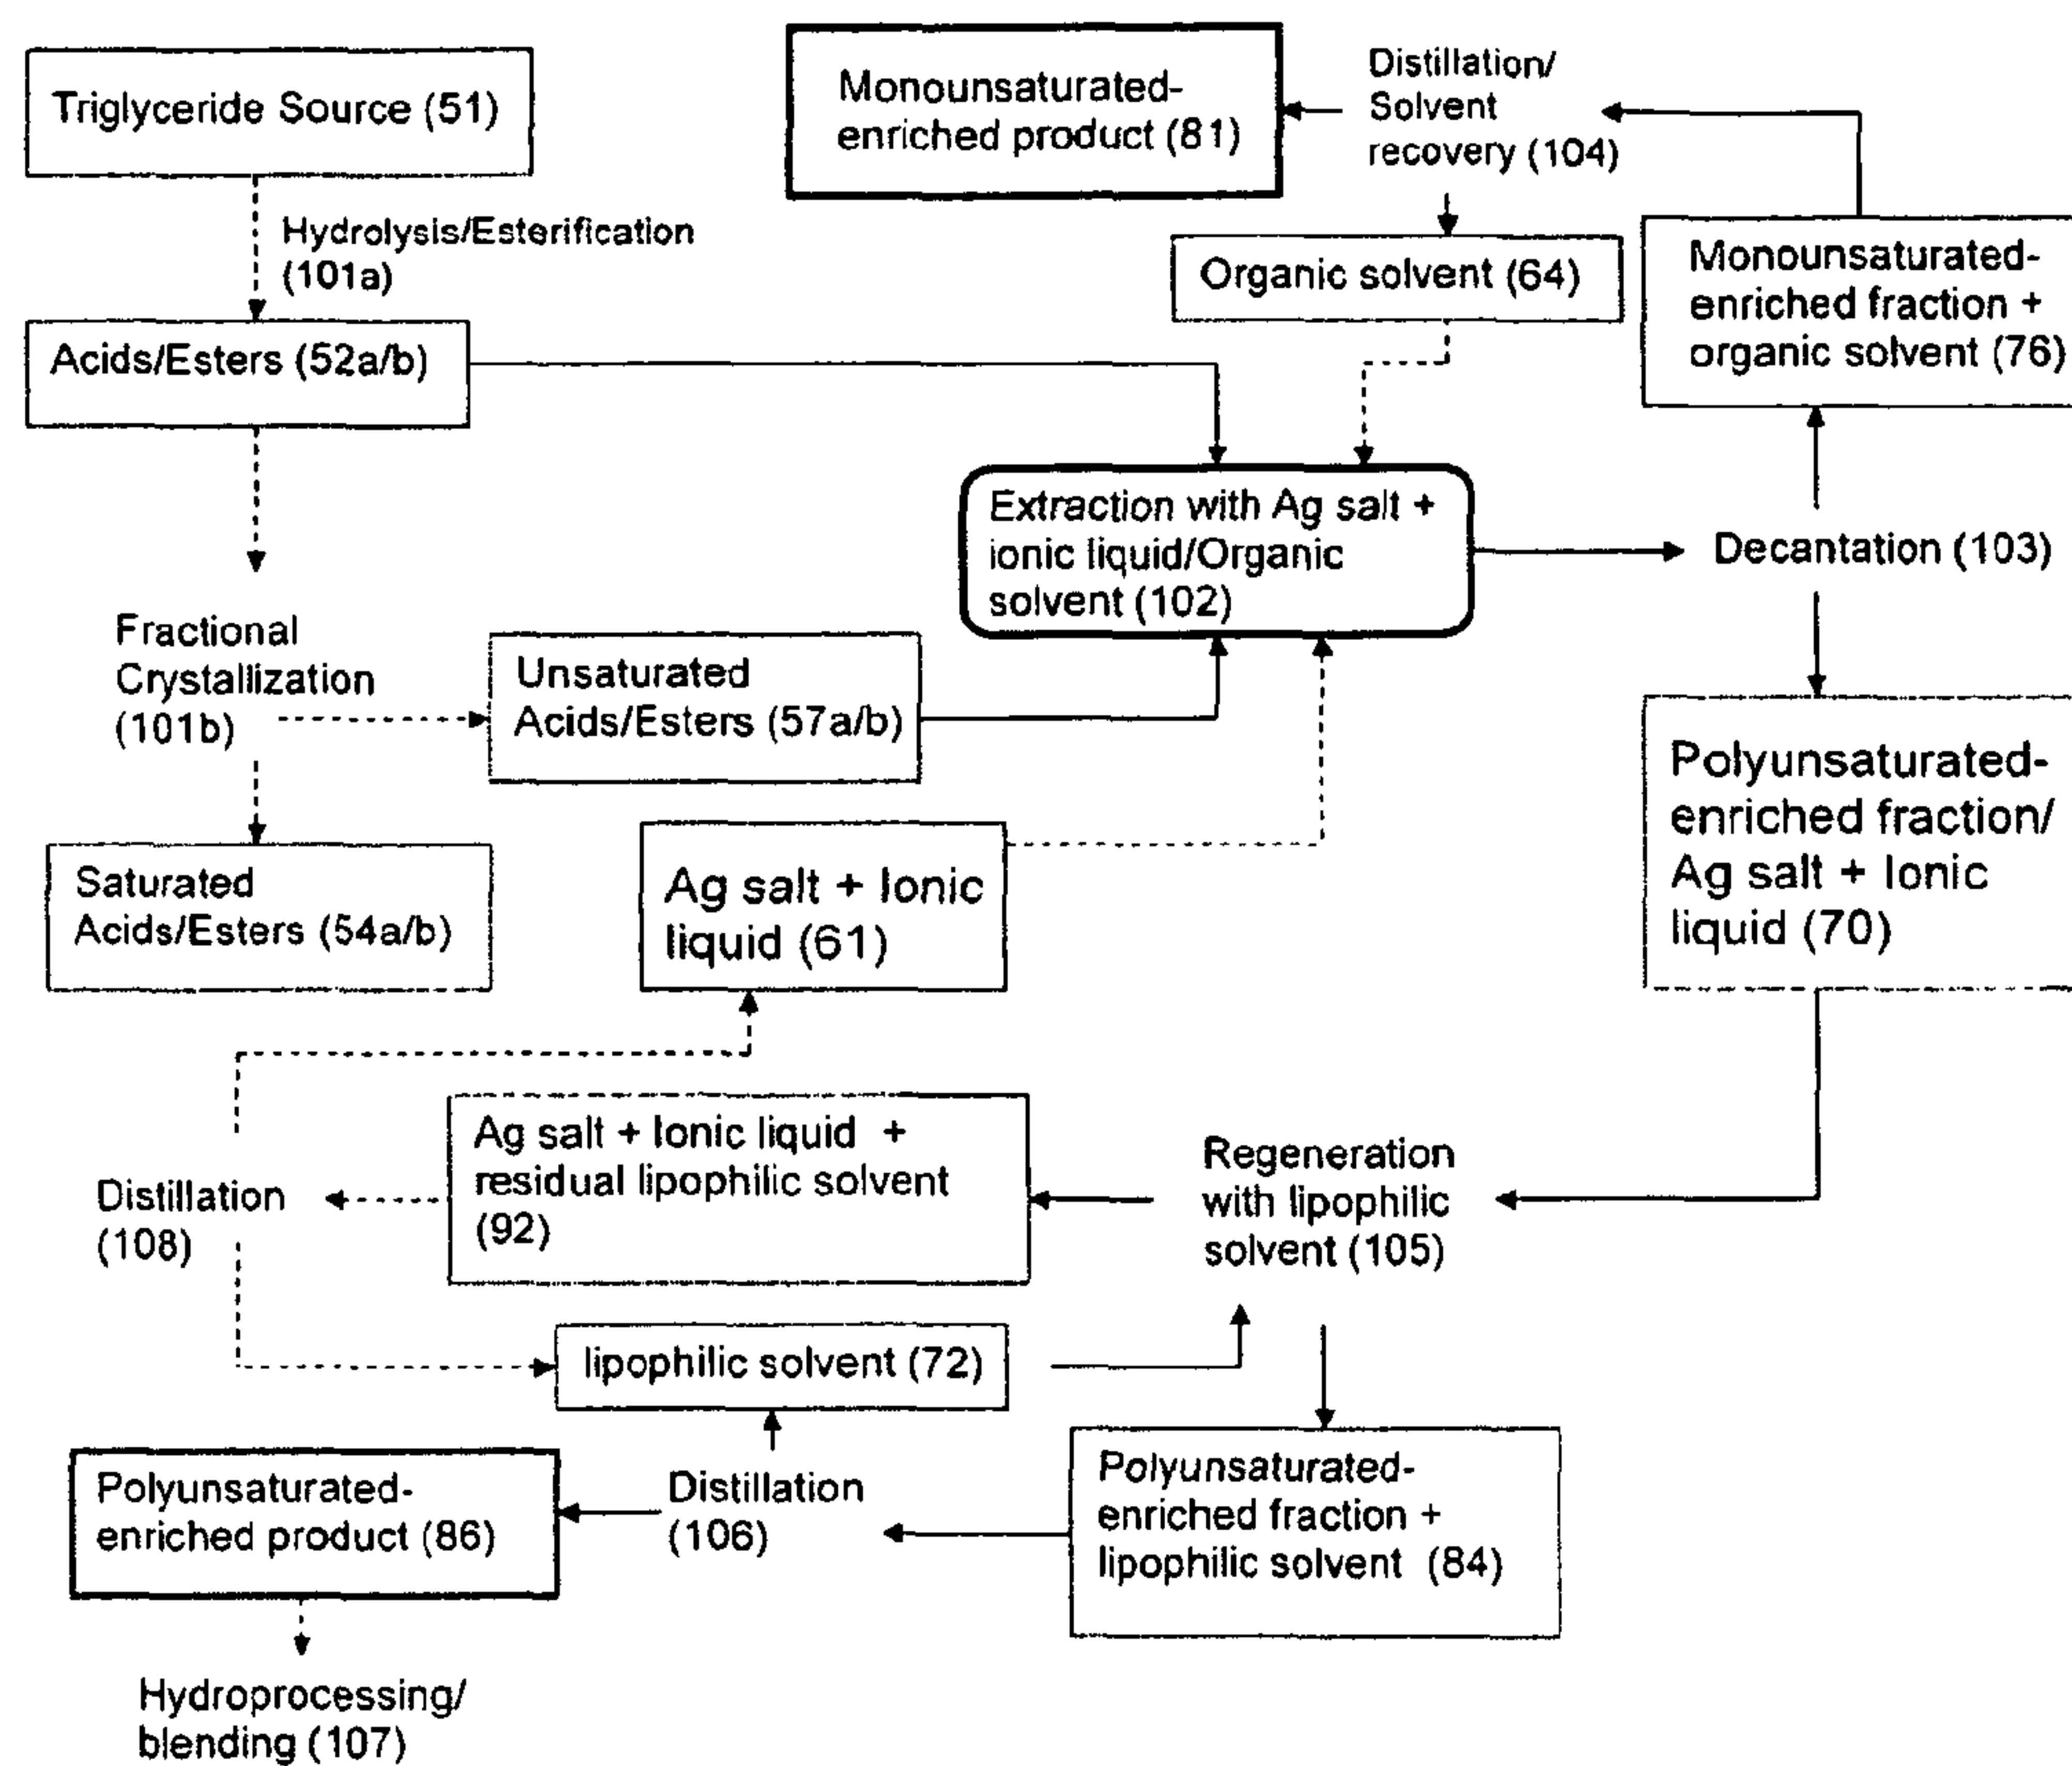 Triglyceride Source (51)
Monounsaturated-
enriched product (81)
Distillation/
Solvent
recovery (104)
Hydrolysis/Esterification
(101a)
Organic solvent (64)
Monounsaturated-
enriched fraction +
organic solvent (76)
Acids/Esters (52a/b)
Extraction with Ag salt +
ionic liquid/Organic
solvent (102)
Decantation (103)
Fractional
Crystallization
(101b)
Unsaturated
Acids/Esters (57a/b)
Polyunsaturated-
enriched fraction/
Ag salt + Ionic
liquid (70)
Saturated
Acids/Esters (54a/b)
Ag salt + Ionic
liquid (61)
Ag salt + Ionic liquid +
residual lipophilic solvent
(92)
Regeneration
with lipophilic
solvent (105)
Distillation
(108)
lipophilic solvent (72)
Polyunsaturated-
enriched product (86)
Distillation
(106)
Polyunsaturated-
enriched fraction +
lipophilic solvent (84)
Hydroprocessing/
blending (107)